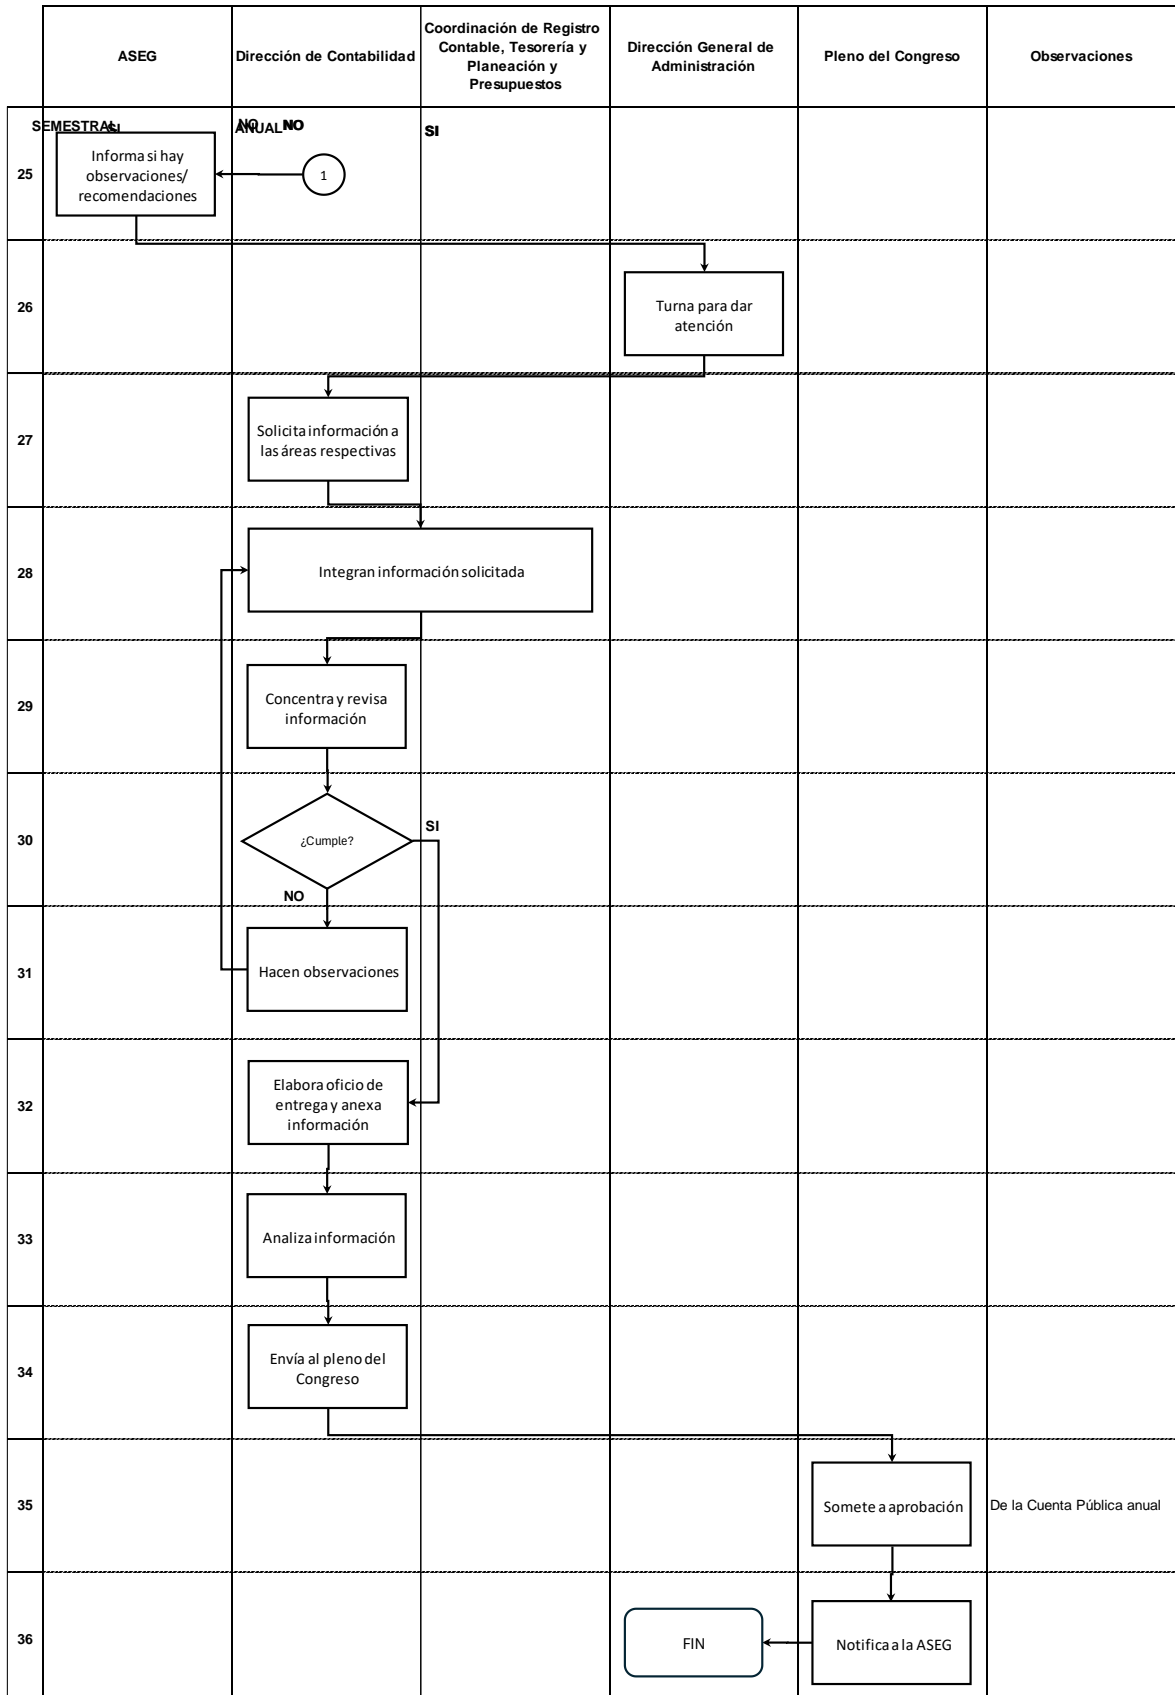 ASEG
Dirección de Contabilidad
Coordinación de Registro
Contable, Tesorería y
Planeación y
Presupuestos
Dirección General de
Administración
Pleno del Congreso
Observaciones
SEMESTRAL
SI
ANUAL
NO
NO
SI
25
Informa si hay
observaciones/
recomendaciones
1
26
Turna para dar
atención
27
Solicita información a
las áreas respectivas
28
Integran información solicitada
29
Concentra y revisa
información
30
¿Cumple?
SI
NO
31
Hacen observaciones
32
Elabora oficio de
entrega y anexa
información
33
Analiza información
34
Envía al pleno del
Congreso
35
Somete a aprobación
De la Cuenta Pública anual
36
FIN
Notifica a la ASEG